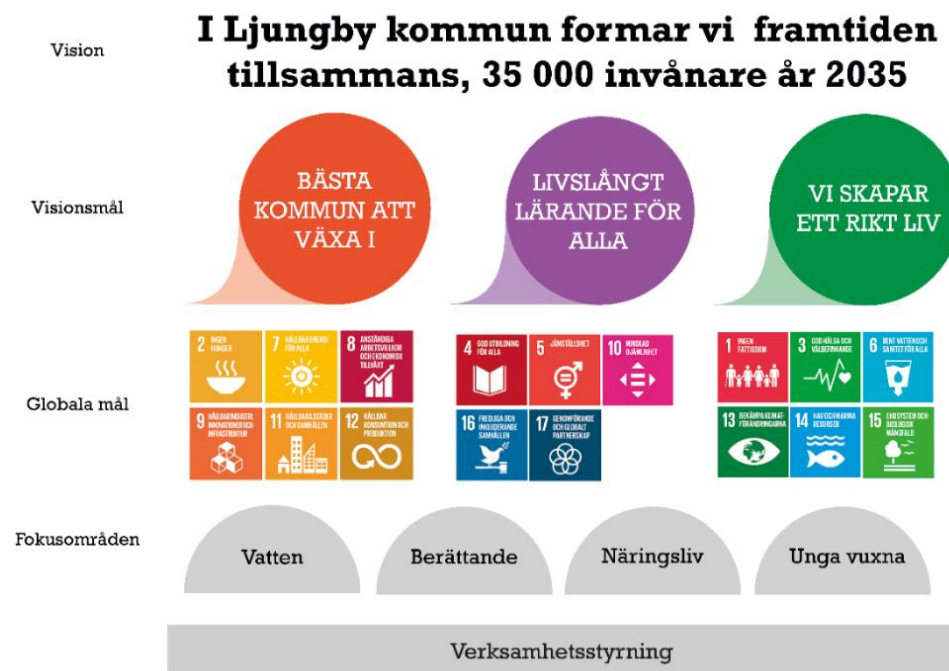 Vision
I Ljungby kommun formar vi framtiden
tillsammans, 35 000 invånare år 2035
Visionsmål
BÄSTA
KOMMUN ATT
VÄXA I
LIVSLÅNGT
LÄRANDE FÖR
ALLA
VI SKAPAR
ETT RIKT LIV
Globala mål
2 INGEN
HUNGER
7 HÅLLBAR ENERGI
FÖR ALLA
8 ANSTÄNDIGA
ARBETSVILLKOR
OCH EKONOMISK
TILLVÄXT
9 HÅLLBAR INDUSTRI,
INNOVATIONER OCH
INFRASTRUKTUR
11 HÅLLBARA STÄDER
OCH SAMHÄLLEN
12 HÅLLBAR
KONSUMTION OCH
PRODUKTION
4 GOD UTBILDNING
FÖR ALLA
5 JÄMSTÄLLDHET
10 MINSKAD
OJÄMLIKHET
16 FREDLIGA OCH
INKLUDERANDE
SAMHÄLLEN
17 GENOMFÖRANDE
OCH GLOBALT
PARTNERSKAP
1 INGEN
FATTIGDOM
3 GOD HÄLSA OCH
VÄLBEFINNANDE
6 RENT VATTEN OCH
SANITET FÖR ALLA
13 BEKÄMPA KLIMAT-
FÖRÄNDRINGARNA
14 HAV OCH MARINA
RESURSER
15 EKOSYSTEM OCH
BIOLOGISK
MÅNGFALD
Fokusområden
Vatten
Berättande
Näringsliv
Unga vuxna
Verksamhetsstyrning